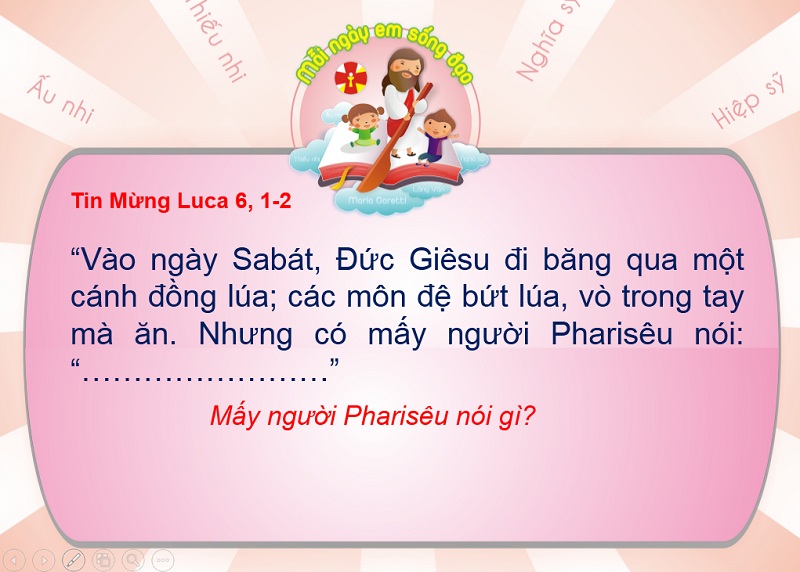 Ấu nhi
Thiếu nhi
mỗi ngày em sống đạo
Nghĩa sỹ
Hiệp sỹ
Maria Goretti
Tin Mừng Luca 6, 1-2
“Vào ngày Sabát, Đức Giêsu đi băng qua một
cánh đồng lúa; các môn đệ bứt lúa, vò trong tay
mà ăn. Nhưng có mấy người Pharisêu nói:
“……………………”
Mấy người Pharisêu nói gì?